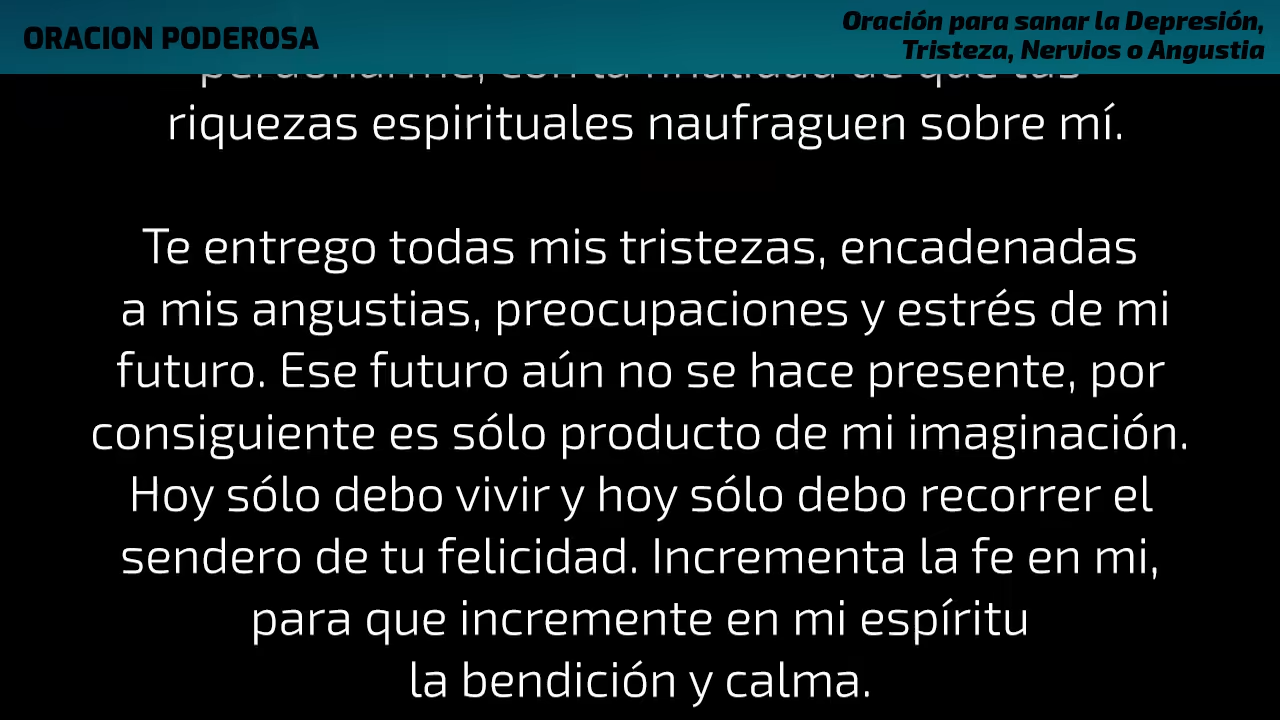 ORACION PODEROSA
Oración para sanar la Depresión,
Tristeza, Nervios o Angustia
riquezas espirituales naufraguen sobre mí.
Te entrego todas mis tristezas, encadenadas
a mis angustias, preocupaciones y estrés de mi
futuro. Ese futuro aún no se hace presente, por
consiguiente es sólo producto de mi imaginación.
Hoy sólo debo vivir y hoy sólo debo recorrer el
sendero de tu felicidad. Incrementa la fe en mi,
para que incremente en mi espíritu
la bendición y calma.